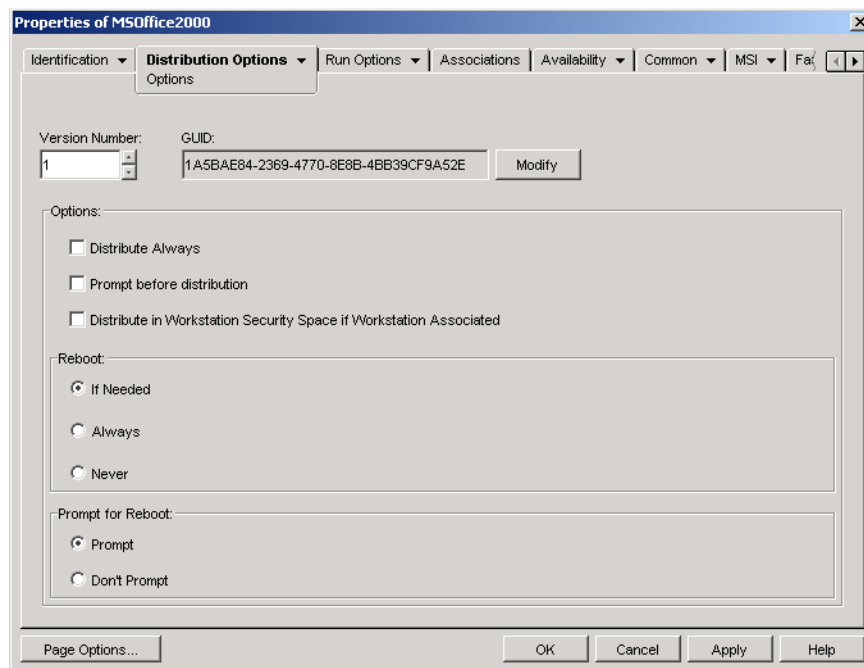 Properties of MSOffice2000
Identification Distribution Options Run Options Associations Availability Common MSI
Options
Version Number: GUID:
1 1A5BAE84-2369-4770-8E8B-4BB39CF9A52E Modify
Options:
Distribute Always
Prompt before distribution
Distribute in Workstation Security Space if Workstation Associated
Reboot:
If Needed
Always
Never
Prompt for Reboot:
Prompt
Don't Prompt
Page Options... OK Cancel Apply Help